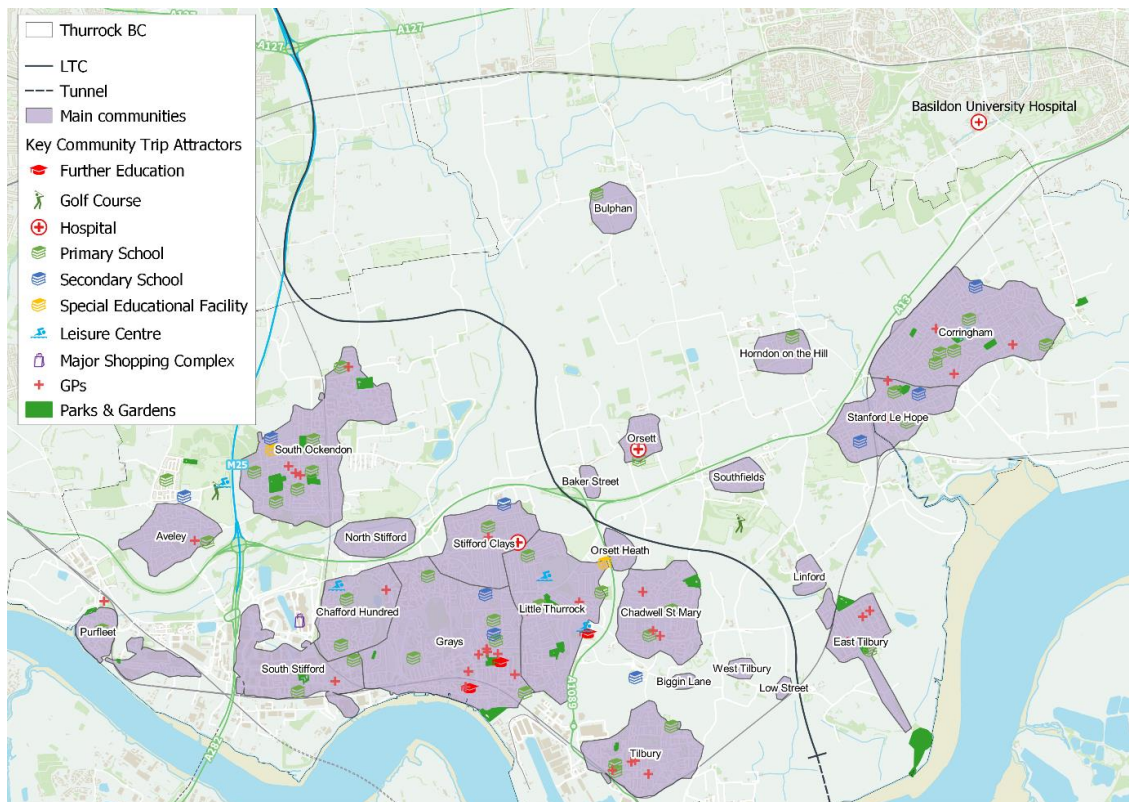 Thurrock BC
LTC
Tunnel
Main communities
Key Community Trip Attractors
Further Education
Golf Course
Hospital
Primary School
Secondary School
Special Educational Facility
Leisure Centre
Major Shopping Complex
GPs
Parks & Gardens
A127
A127
A127
Basildon University Hospital
Bulphan
A13
Corringham
Horndon on the Hill
Stanford Le Hope
Orsett
South Ockendon
M25
Baker Street
Southfields
Aveley
North Stifford
Stifford Clays
Orsett Heath
Linford
Chafford Hundred
Little Thurrock
Chadwell St Mary
Purfleet
Grays
East Tilbury
South Stifford
West Tilbury
Biggin Lane
Low Street
A1089
A282
Tilbury